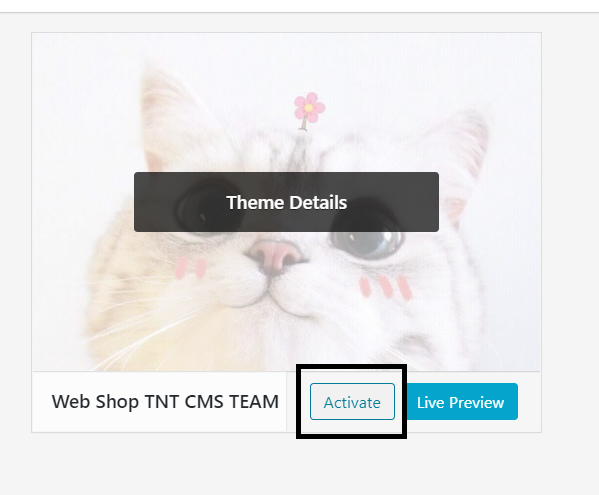 Theme Details
Web Shop TNT CMS TEAM
Activate
Live Preview